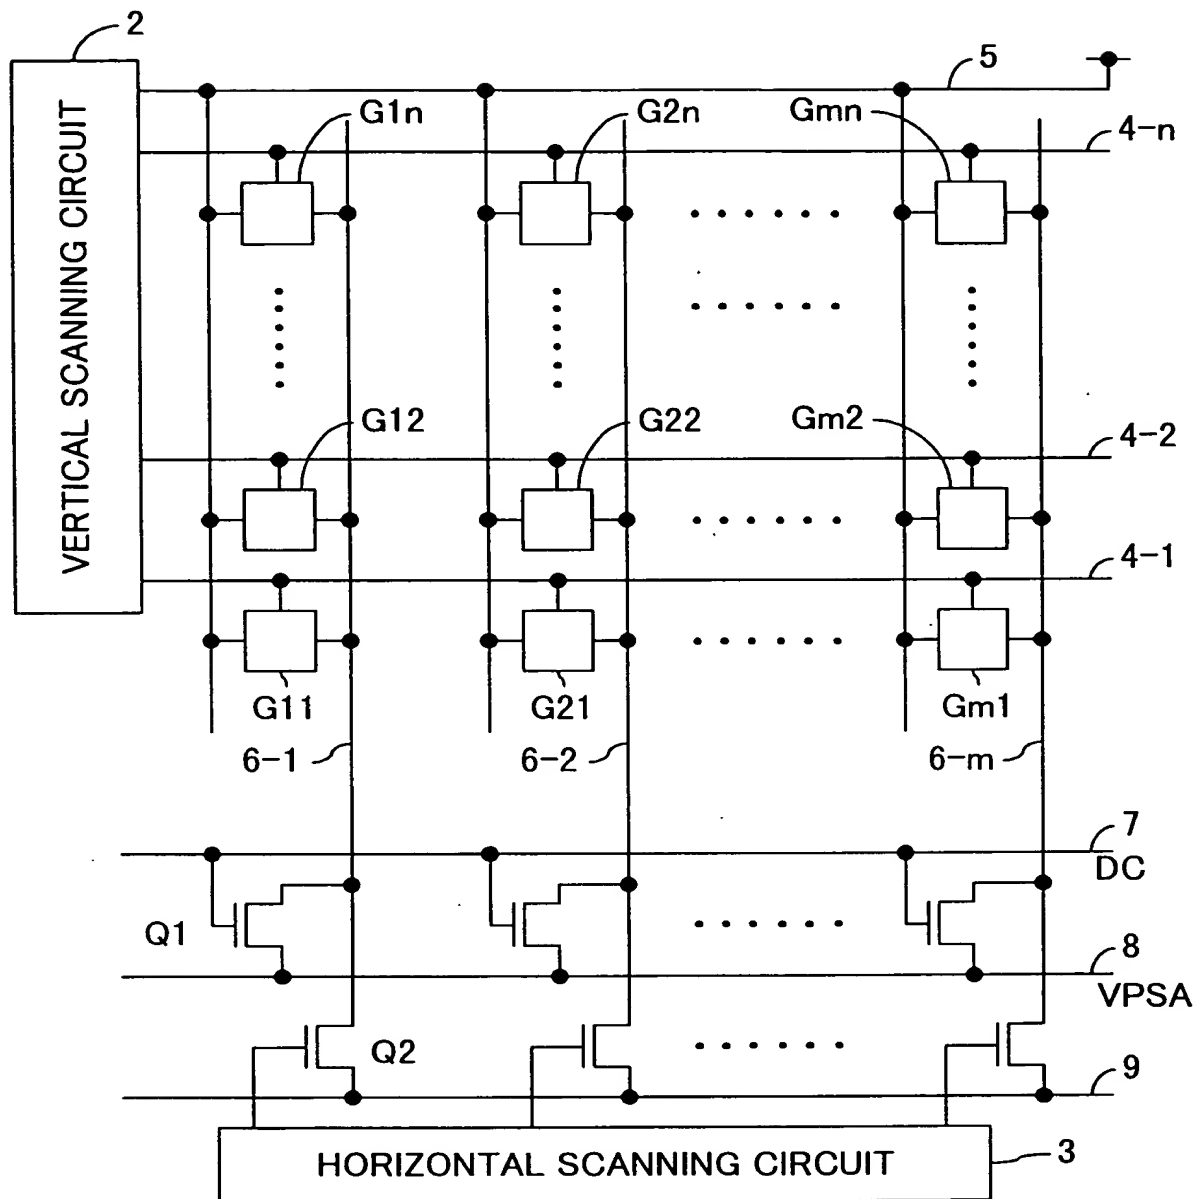 2
5
G1n
G2n
Gmn
4-n
VERTICAL SCANNING CIRCUIT
G12
G22
Gm2
4-2
4-1
G11
G21
Gm1
6-1
6-2
6-m
7
DC
Q1
8
VPSA
Q2
9
HORIZONTAL SCANNING CIRCUIT
3